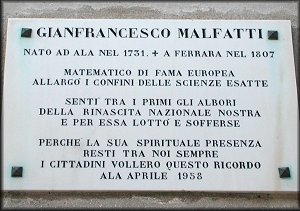 GIANFRANCESCO MALFATTI
NATO AD ALA NEL 1731. + A FERRARA NEL 1807
MATEMATICO DI FAMA EUROPEA
ALLARGÒ I CONFINI DELLE SCIENZE ESATTE
SENTÌ TRA I PRIMI GLI ALBORI
DELLA RINASCITA NAZIONALE NOSTRA
E PER ESSA LOTTÒ E SOFFERSE
PERCHÈ LA SUA SPIRITUALE PRESENZA
RESTI TRA NOI SEMPRE
I CITTADINI VOLLERO QUESTO RICORDO
ALA APRILE 1958